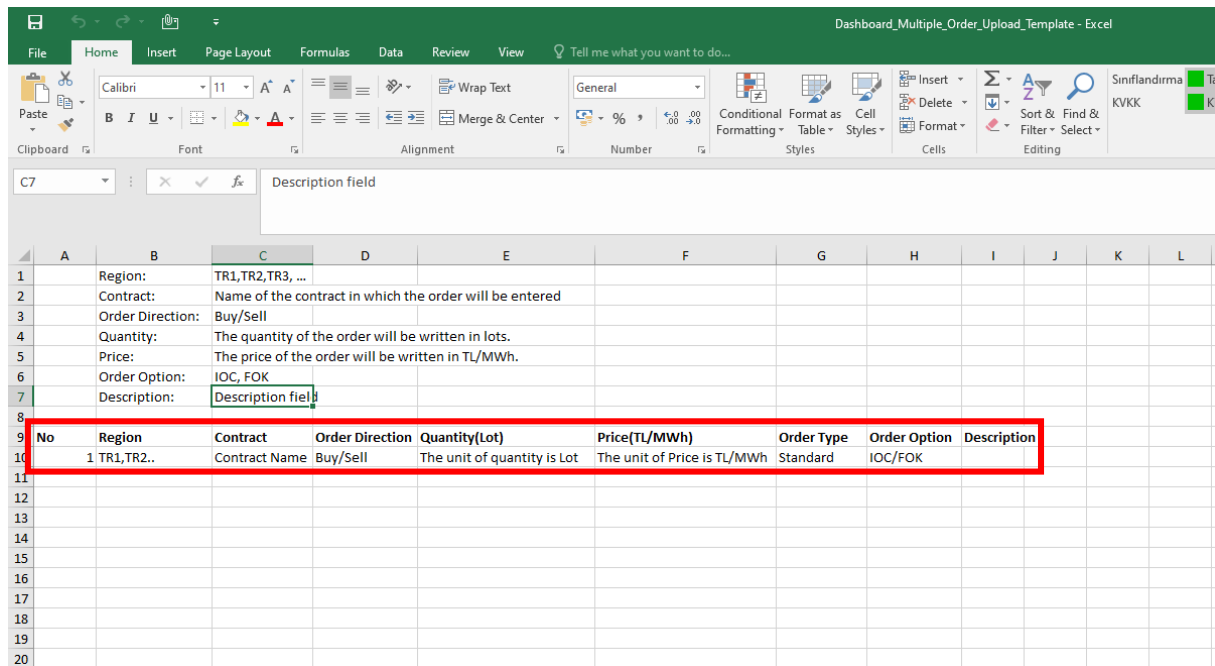 Dashboard_Multiple_Order_Upload_Template - Excel
File Home Insert Page Layout Formulas Data Review View Tell me what you want to do...
Calibri 11 A A Wrap Text General Insert Sınıflandırma
Paste B I U A Merge & Center % , .0 .00 .00 .0 Conditional Formatting Format as Table Cell Styles Delete Sort & Filter Find & Select KVKK K
Format
Clipboard Font Alignment Number Styles Cells Editing
C7 fx Description field
A B C D E F G H I J K L
1 Region: TR1,TR2,TR3, ...
2 Contract: Name of the contract in which the order will be entered
3 Order Direction: Buy/Sell
4 Quantity: The quantity of the order will be written in lots.
5 Price: The price of the order will be written in TL/MWh.
6 Order Option: IOC, FOK
7 Description: Description field
8
9 No Region Contract Order Direction Quantity(Lot) Price(TL/MWh) Order Type Order Option Description
10 1 TR1,TR2.. Contract Name Buy/Sell The unit of quantity is Lot The unit of Price is TL/MWh Standard IOC/FOK
11
12
13
14
15
16
17
18
19
20